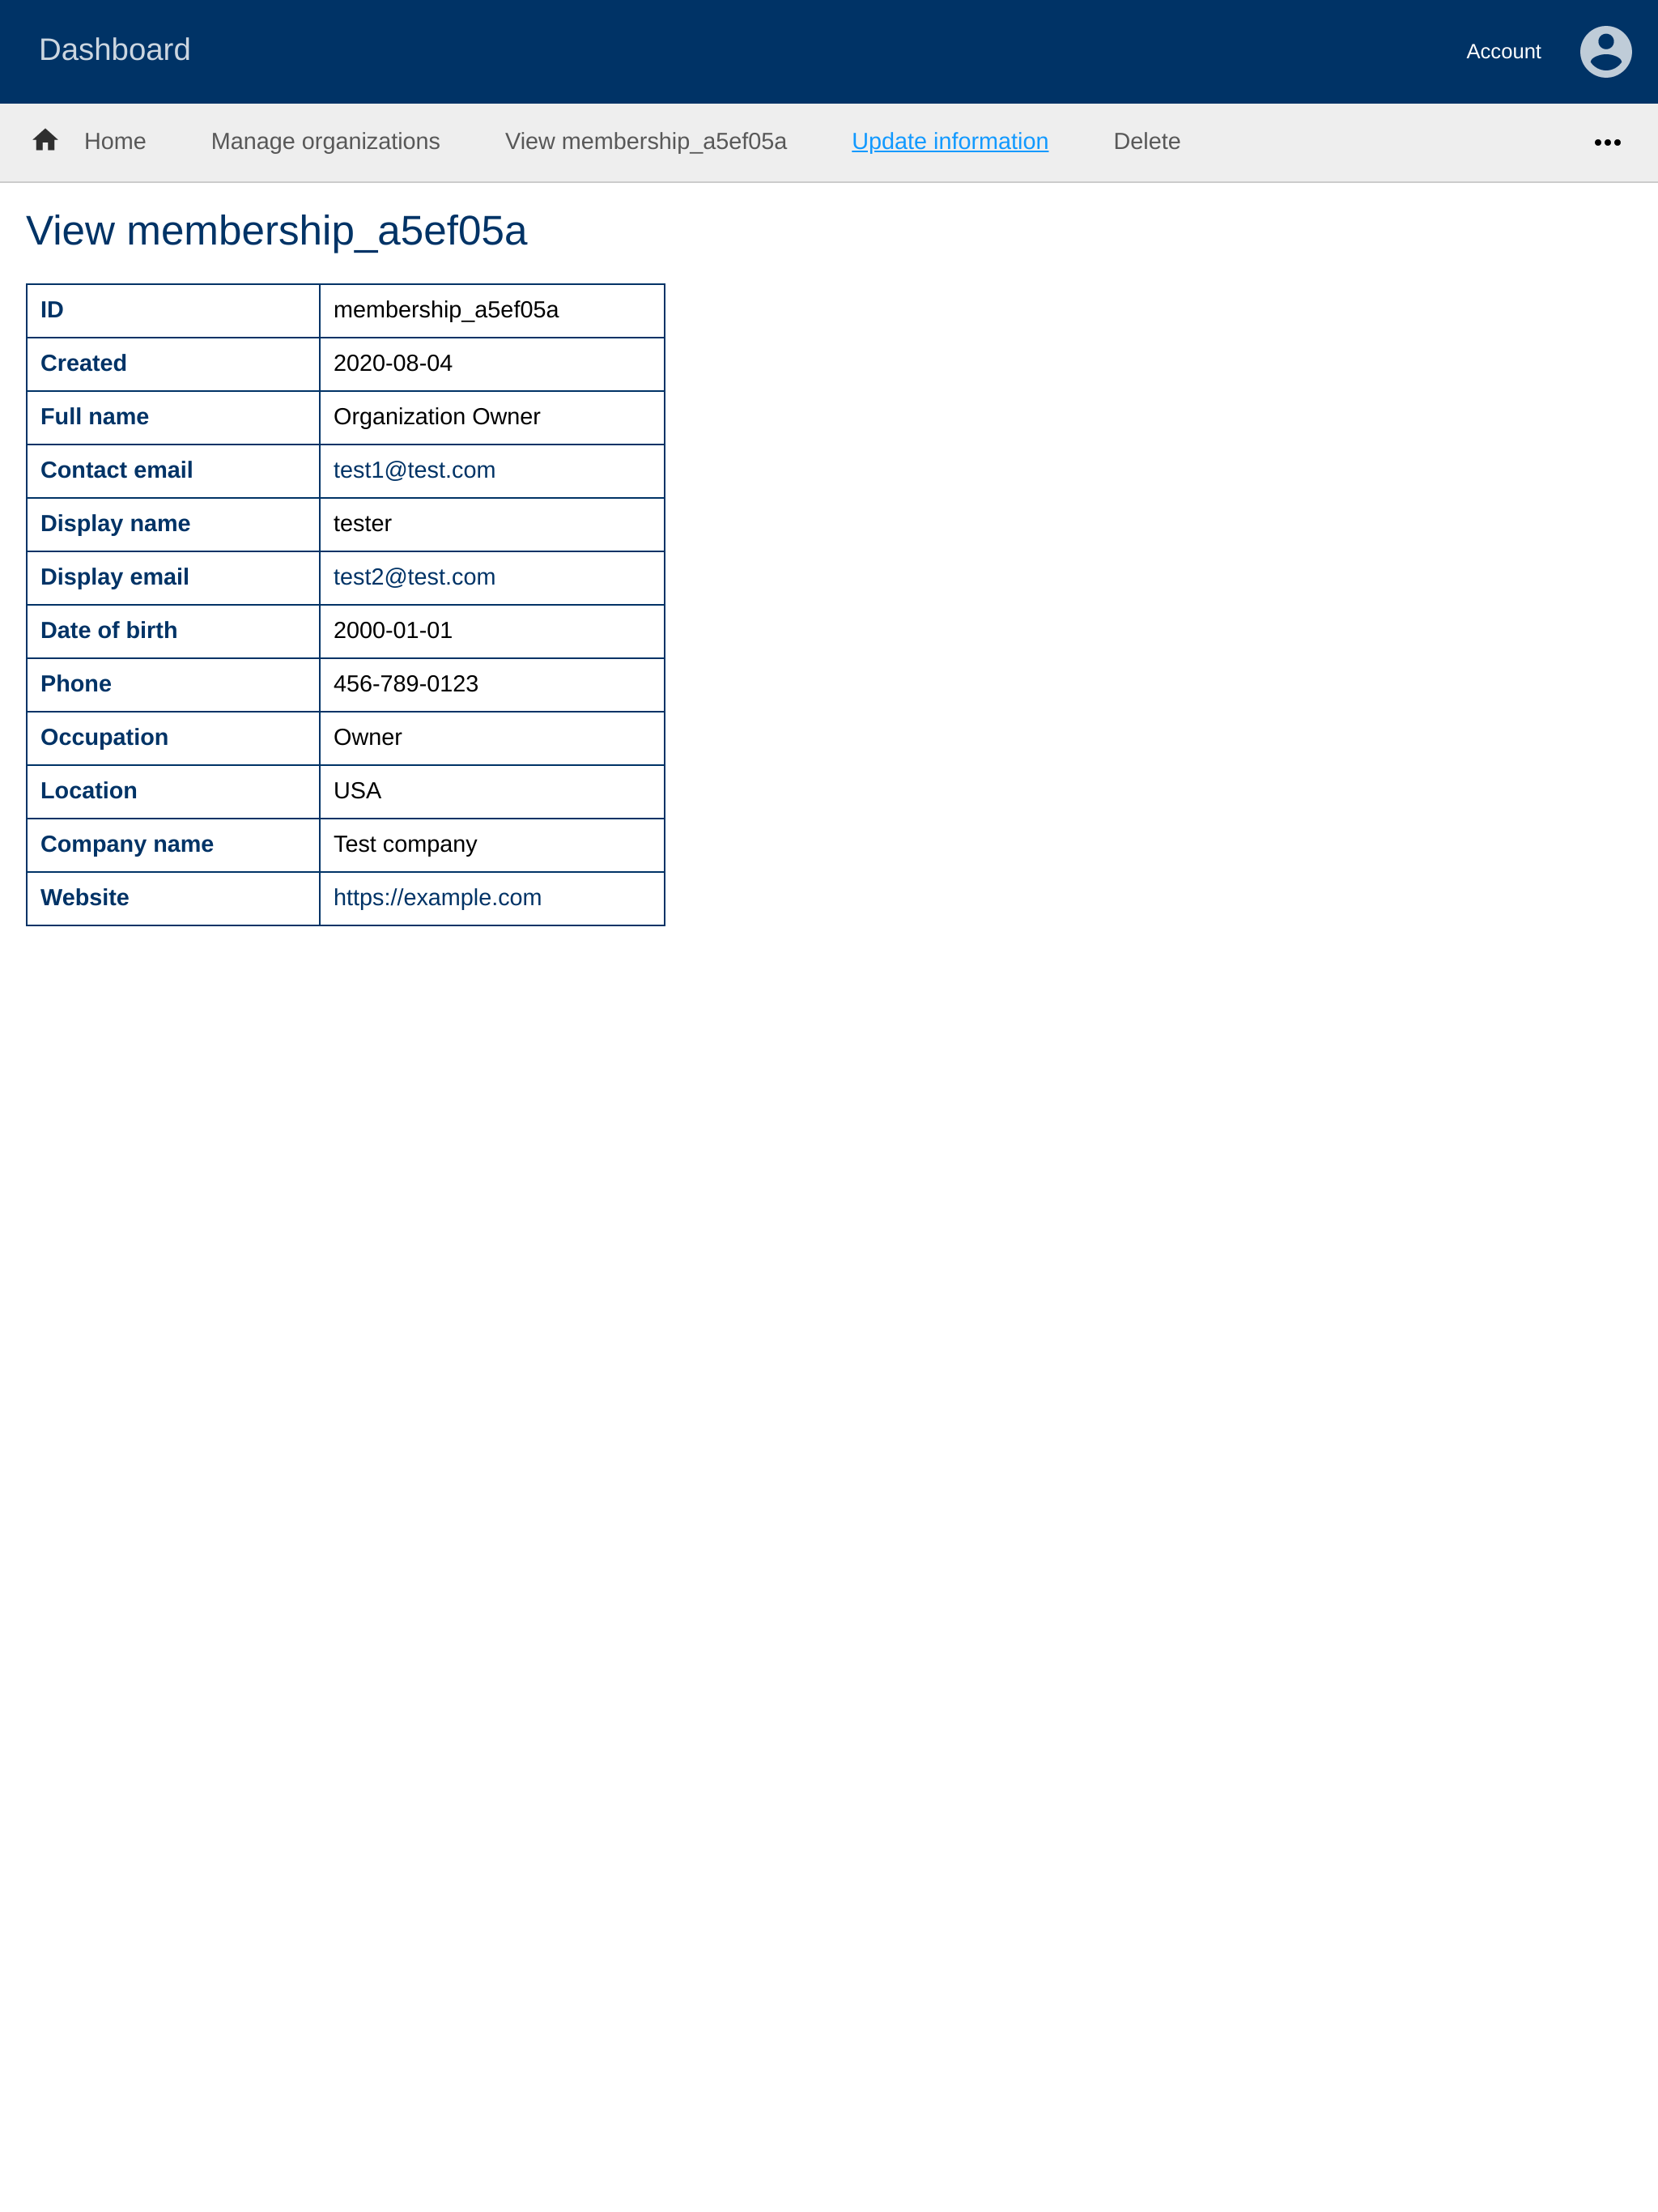 Dashboard
Account
Home Manage organizations View membership_a5ef05a Update information Delete
View membership_a5ef05a
ID membership_a5ef05a
Created 2020-08-04
Full name Organization Owner
Contact email test1@test.com
Display name tester
Display email test2@test.com
Date of birth 2000-01-01
Phone 456-789-0123
Occupation Owner
Location USA
Company name Test company
Website https://example.com